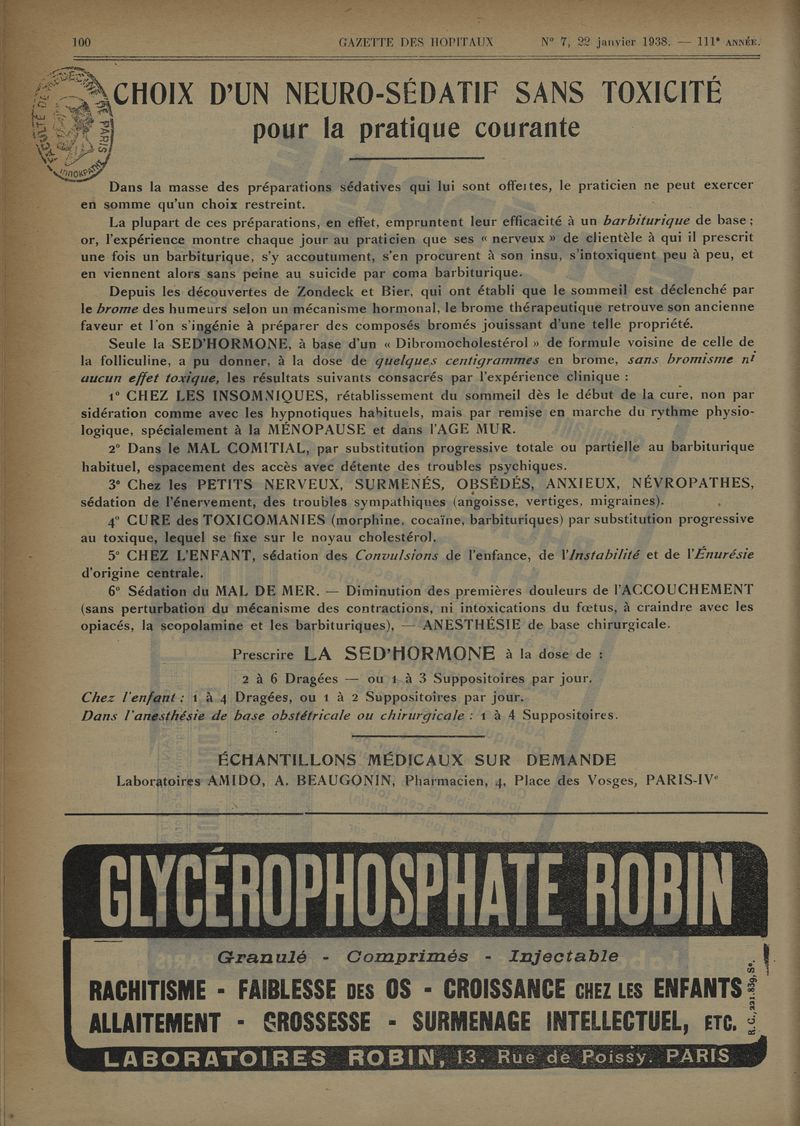 100 GAZETTE DES HOPITAUX N° 7, 22 janvier 1938. — 111e ANNÉE.
CHOIX D'UN NEURO-SÉDATIF SANS TOXICITÉ
pour la pratique courante
DE PARIS
Dans la masse des préparations sédatives qui lui sont offertes, le praticien ne peut exercer
en somme qu'un choix restreint.
La plupart de ces préparations, en effet, empruntent leur efficacité à un barbiturique de base ;
or, l'expérience montre chaque jour au praticien que ses « nerveux » de clientèle à qui il prescrit
une fois un barbiturique, s'y accoutument, s'en procurent à son insu, s'intoxiquent peu à peu, et
en viennent alors sans peine au suicide par coma barbiturique.
Depuis les découvertes de Zondeck et Bier, qui ont établi que le sommeil est déclenché par
le brome des humeurs selon un mécanisme hormonal, le brome thérapeutique retrouve son ancienne
faveur et l'on s'ingénie à préparer des composés bromés jouissant d'une telle propriété.
Seule la SED'HORMONE, à base d'un « Dibromocholestérol » de formule voisine de celle de
la folliculine, a pu donner, à la dose de quelques centigrammes en brome, sans bromisme ni
aucun effet toxique, les résultats suivants consacrés par l'expérience clinique :
1° CHEZ LES INSOMNIQUES, rétablissement du sommeil dès le début de la cure, non par
sidération comme avec les hypnotiques habituels, mais par remise en marche du rythme physio-
logique, spécialement à la MÉNOPAUSE et dans l'AGE MUR.
2° Dans le MAL COMITIAL, par substitution progressive totale ou partielle au barbiturique
habituel, espacement des accès avec détente des troubles psychiques.
3° Chez les PETITS NERVEUX, SURMENÉS, OBSÉDÉS, ANXIEUX, NÉVROPATHES,
sédation de l'énervement, des troubles sympathiques (angoisse, vertiges, migraines).
4° CURE des TOXICOMANIES (morphine, cocaïne, barbituriques) par substitution progressive
au toxique, lequel se fixe sur le noyau cholestérol.
5° CHEZ L'ENFANT, sédation des Convulsions de l'enfance, de l'Instabilité et de l'Énurésie
d'origine centrale.
6° Sédation du MAL DE MER. — Diminution des premières douleurs de l'ACCOUCHEMENT
(sans perturbation du mécanisme des contractions, ni intoxications du fœtus, à craindre avec les
opiacés, la scopolamine et les barbituriques), — ANESTHÉSIE de base chirurgicale.
Prescrire LA SED'HORMONE à la dose de :
2 à 6 Dragées — ou 1 à 3 Suppositoires par jour.
Chez l'enfant : 1 à 4 Dragées, ou 1 à 2 Suppositoires par jour.
Dans l'anesthésie de base obstétricale ou chirurgicale : 1 à 4 Suppositoires.
ÉCHANTILLONS MÉDICAUX SUR DEMANDE
Laboratoires AMIDO, A. BEAUGONIN, Pharmacien, 4, Place des Vosges, PARIS-IVe
GLYCÉROPHOSPHATE ROBIN
Granulé - Comprimés - Injectable
RACHITISME - FAIBLESSE DES OS - CROISSANCE CHEZ LES ENFANTS
ALLAITEMENT - GROSSESSE - SURMENAGE INTELLECTUEL, ETC.
R. C., 221.839, Se.
LABORATOIRES ROBIN, 13. Rue de Poissy. PARIS